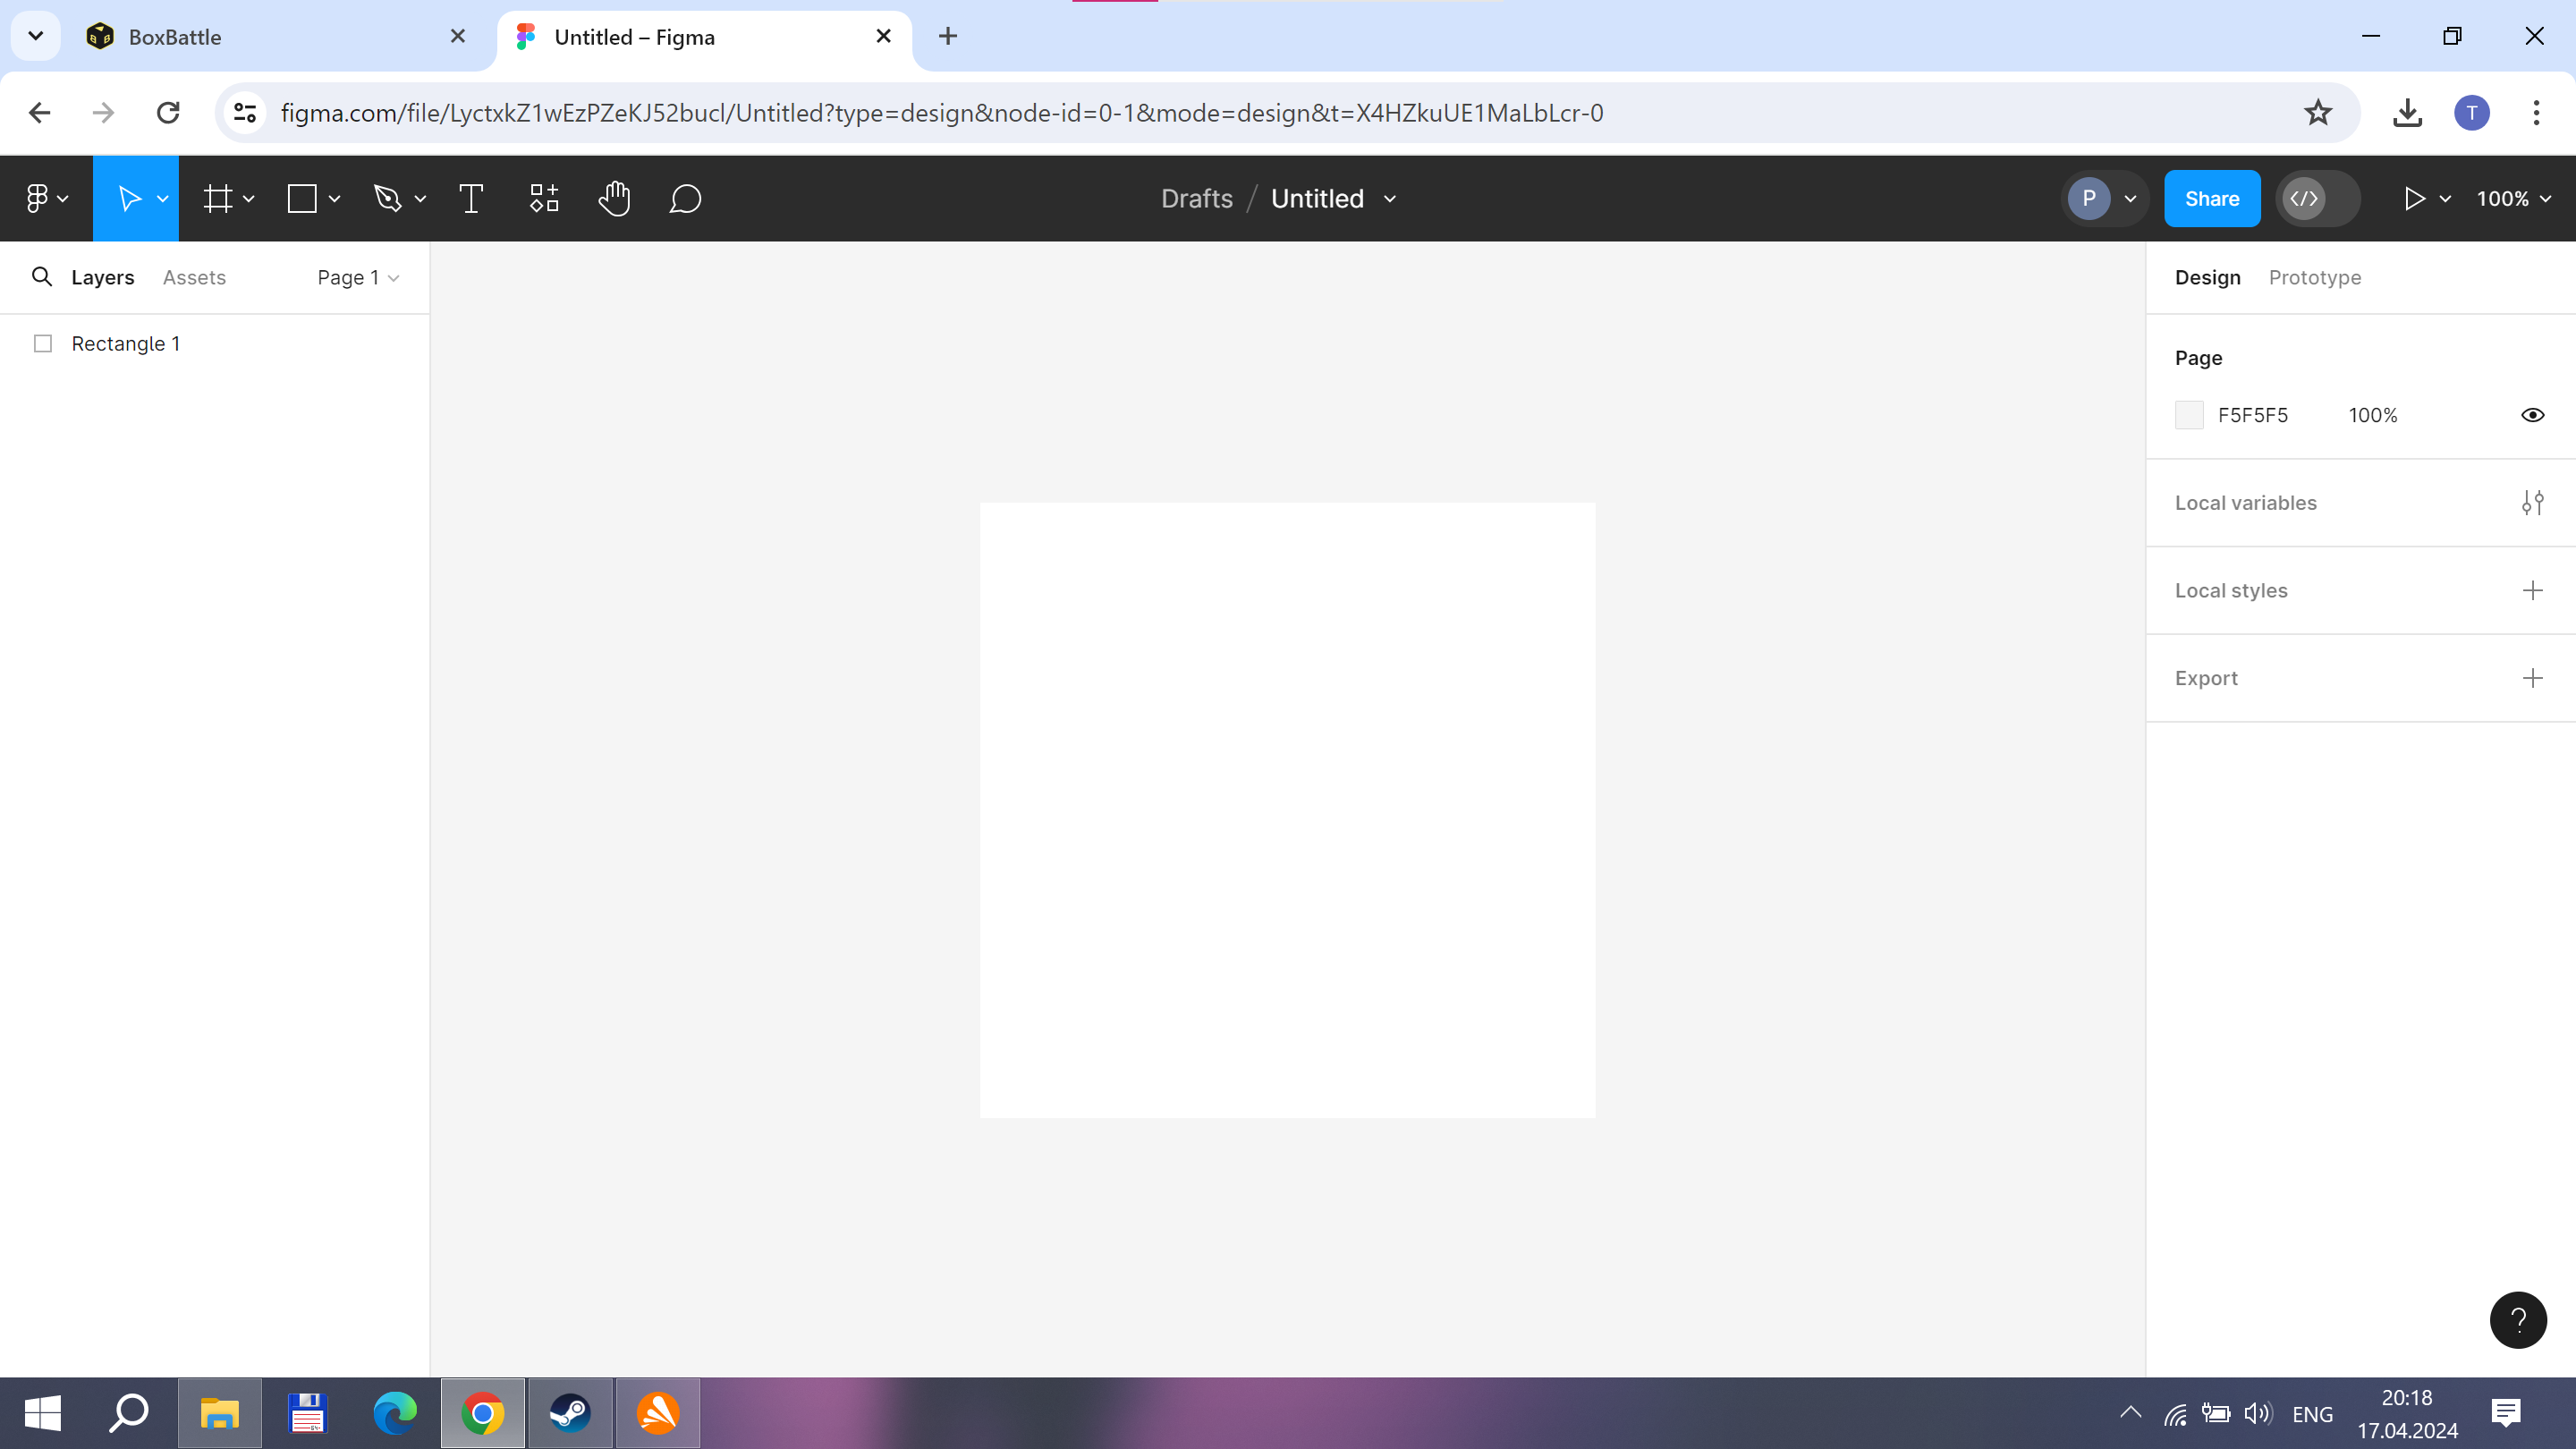 BoxBattle
Untitled – Figma
figma.com/file/LyctxkZ1wEzPZeKJ52bucl/Untitled?type=design&node-id=0-1&mode=design&t=X4HZkuUE1MaLbLcr-0
T
Drafts / Untitled
P
Share
100%
Layers
Assets
Page 1
Rectangle 1
Design
Prototype
Page
F5F5F5
100%
Local variables
Local styles
Export
?
ENG
20:18
17.04.2024